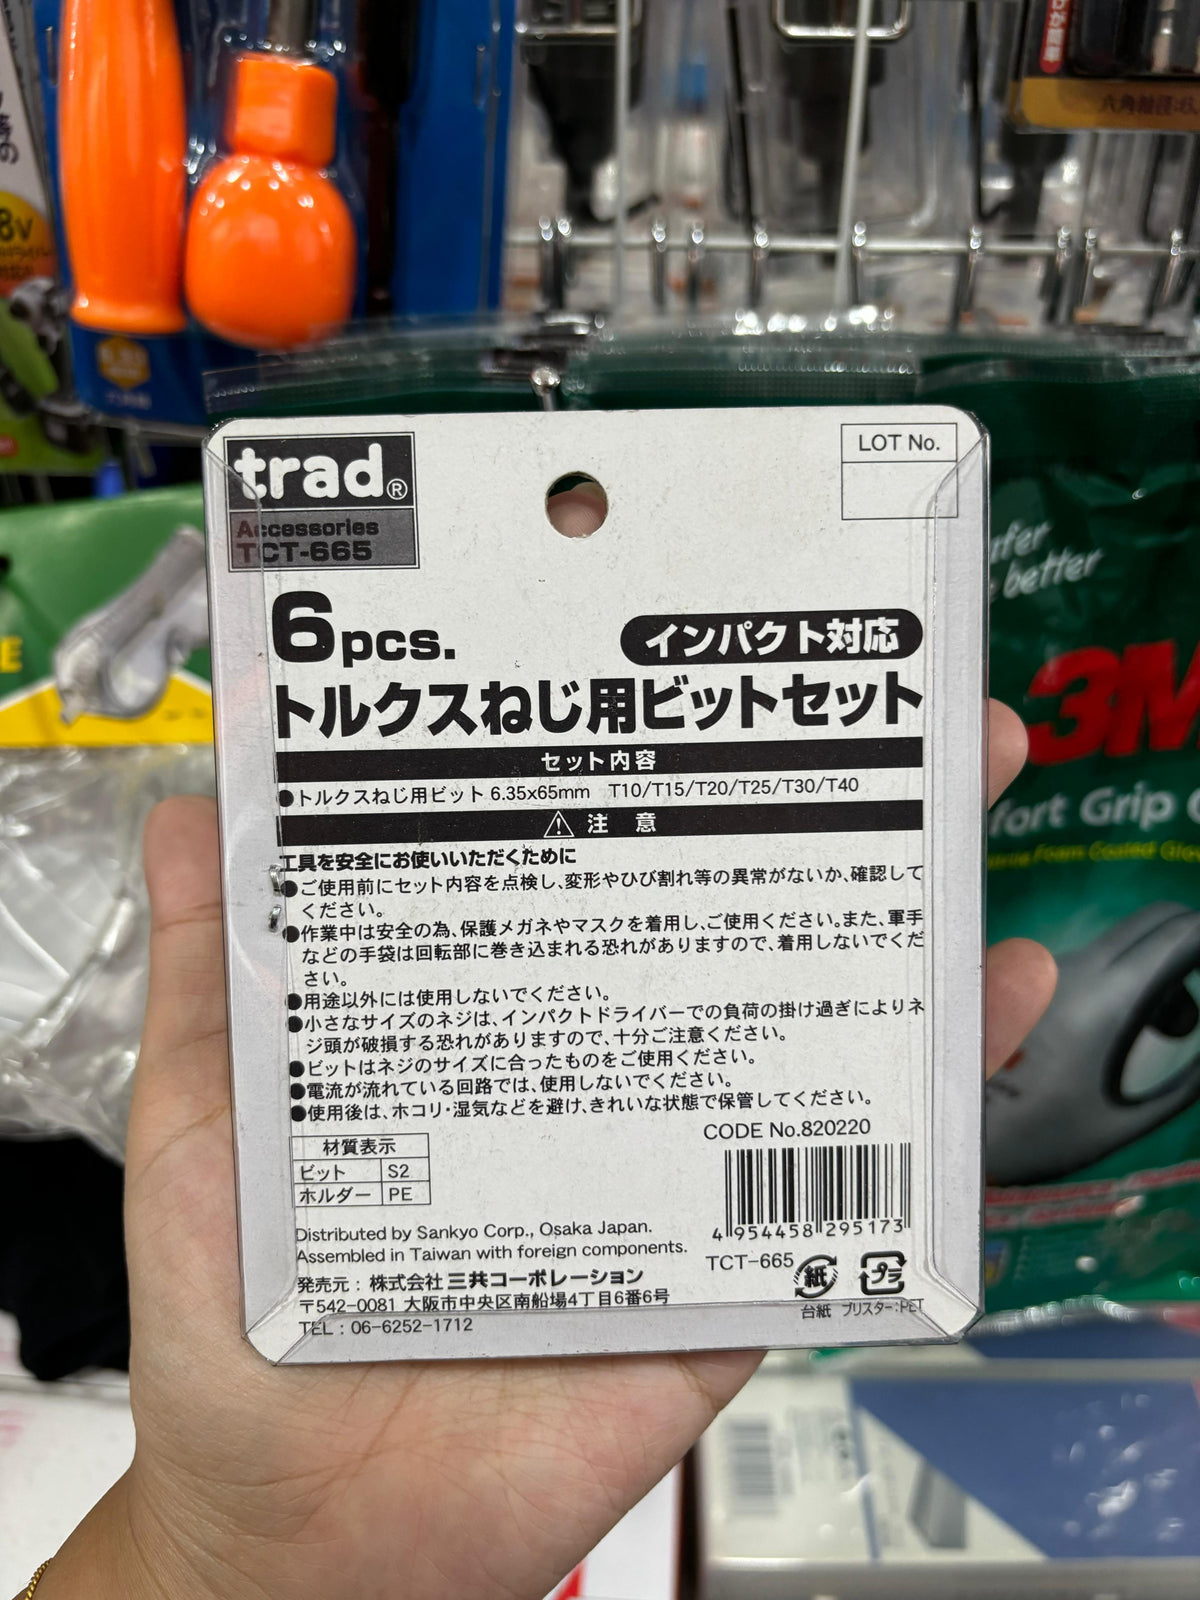 trad®
Accessories
TCT-665
LOT No.
6pcs.
インパクト対応
トルクスねじ用ビットセット
セット内容
●トルクスねじ用ビット 6.35x65mm T10/T15/T20/T25/T30/T40
⚠ 注 意
工具を安全にお使いいただくために
●ご使用前にセット内容を点検し、変形やひび割れ等の異常がないか、確認して
ください。
●作業中は安全の為、保護メガネやマスクを着用し、ご使用ください。また、軍手
などの手袋は回転部に巻き込まれる恐れがありますので、着用しないでくだ
さい。
●用途以外には使用しないでください。
●小さなサイズのネジは、インパクトドライバーでの負荷の掛け過ぎによりネ
ジ頭が破損する恐れがありますので、十分ご注意ください。
●ビットはネジのサイズに合ったものをご使用ください。
●電流が流れている回路では、使用しないでください。
●使用後は、ホコリ・湿気などを避け、きれいな状態で保管してください。
材質表示
ビット S2
ホルダー PE
CODE No.820220
4 954458 295173
TCT-665
紙
プラ
台紙 ブリスター:PET
Distributed by Sankyo Corp., Osaka Japan.
Assembled in Taiwan with foreign components.
発売元:株式会社 三共コーポレーション
〒542-0081 大阪市中央区南船場4丁目6番6号
TEL:06-6252-1712
better
3M
fort Grip
8V
E
六角軸径